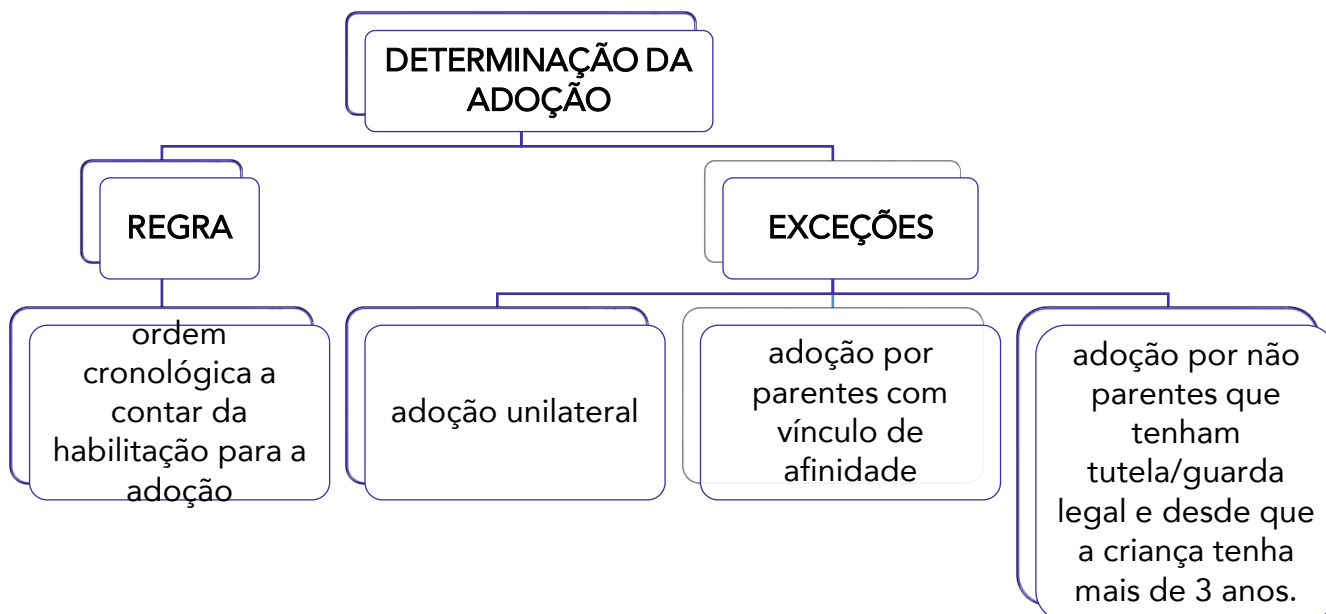 DETERMINAÇÃO DA
ADOÇÃO
REGRA
EXCEÇÕES
ordem
cronológica a
contar da
habilitação para a
adoção
adoção unilateral
adoção por
parentes com
vínculo de
afinidade
adoção por não
parentes que
tenham
tutela/guarda
legal e desde que
a criança tenha
mais de 3 anos.